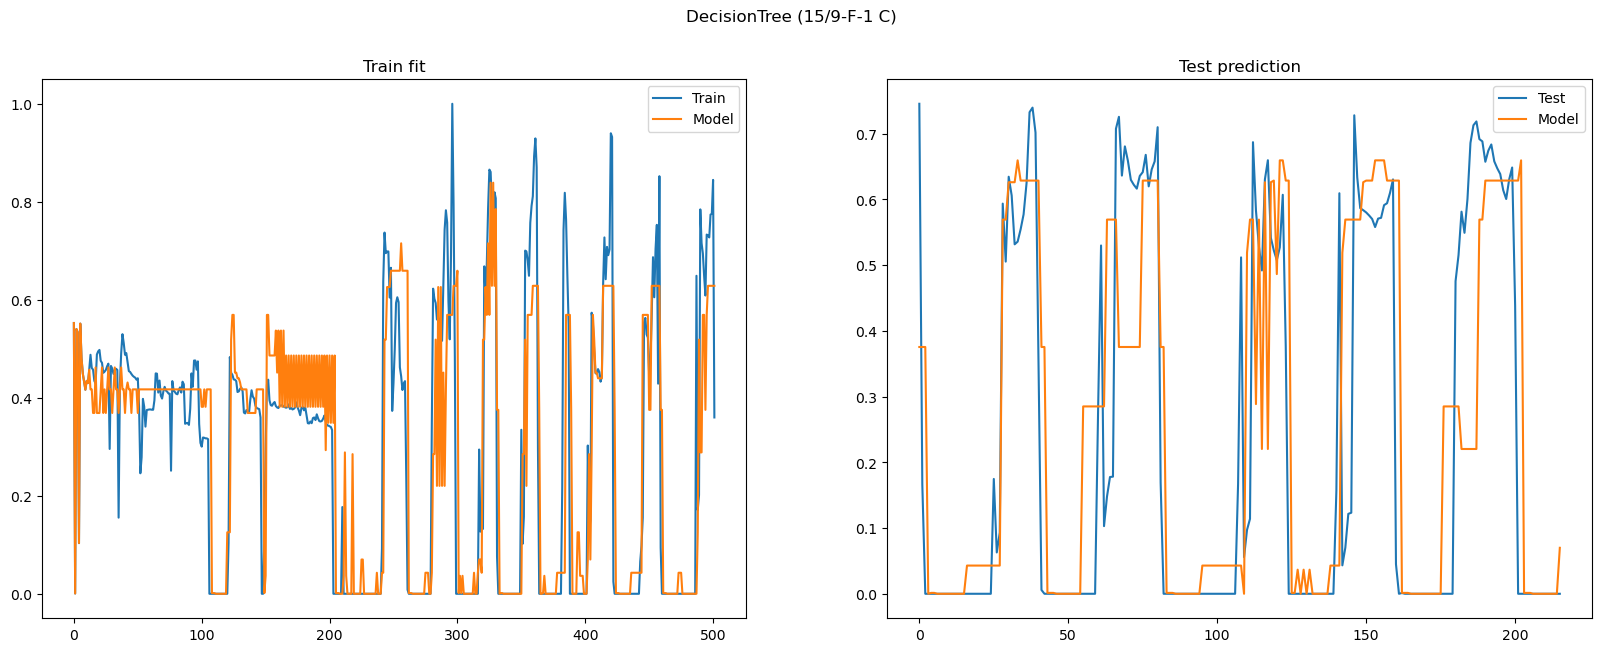 DecisionTree (15/9-F-1 C)
Train fit
Train
Model
1.0
0.8
0.6
0.4
0.2
0.0
0 100 200 300 400 500
Test prediction
Test
Model
0.7
0.6
0.5
0.4
0.3
0.2
0.1
0.0
0 50 100 150 200